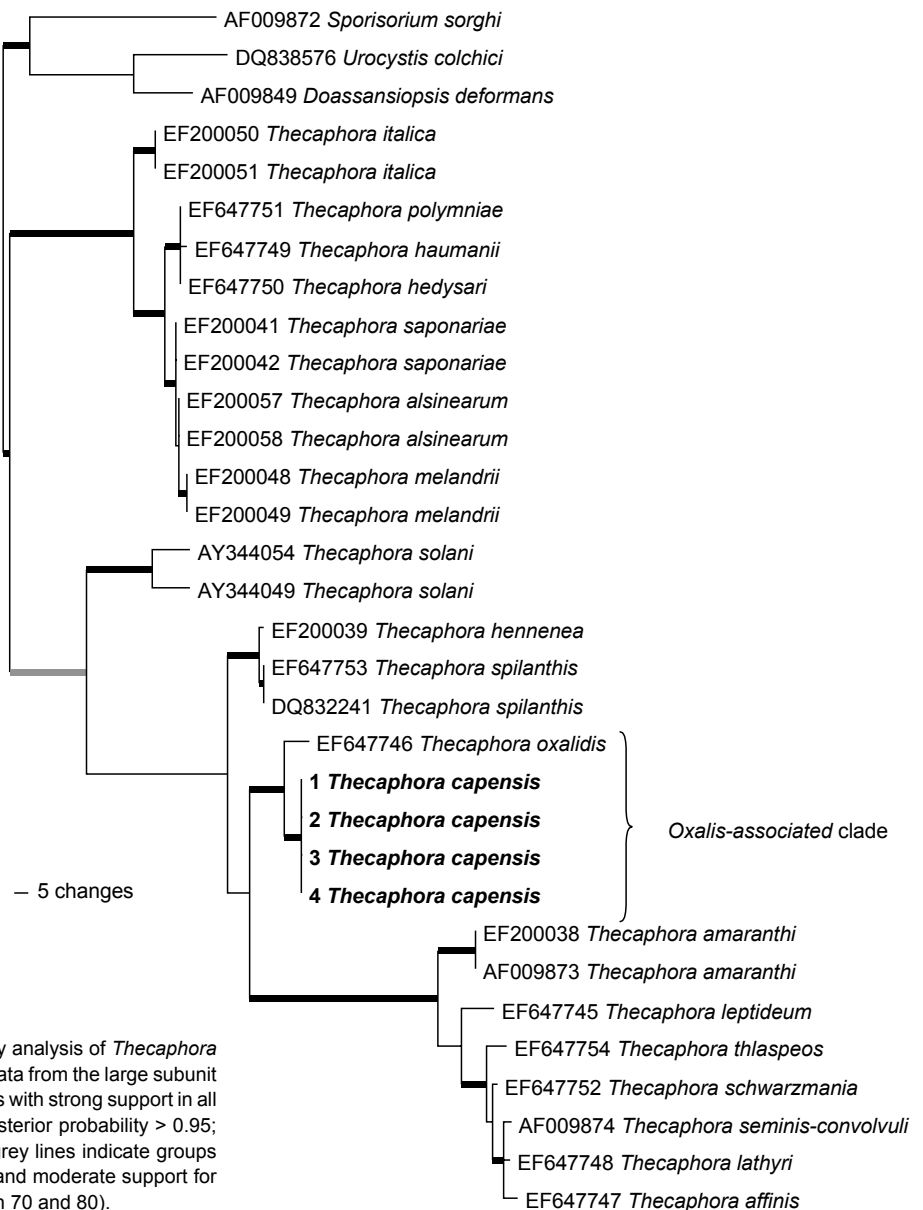 AF009872 Sporisorium sorghi
DQ838576 Urocystis colchici
AF009849 Doassansiopsis deformans
EF200050 Thecaphora italica
EF200051 Thecaphora italica
EF647751 Thecaphora polymniae
EF647749 Thecaphora haumanii
EF647750 Thecaphora hedysari
EF200041 Thecaphora saponariae
EF200042 Thecaphora saponariae
EF200057 Thecaphora alsinearum
EF200058 Thecaphora alsinearum
EF200048 Thecaphora melandrii
EF200049 Thecaphora melandrii
AY344054 Thecaphora solani
AY344049 Thecaphora solani
EF200039 Thecaphora hennenea
EF647753 Thecaphora spilanthis
DQ832241 Thecaphora spilanthis
EF647746 Thecaphora oxalidis
1 Thecaphora capensis
2 Thecaphora capensis
3 Thecaphora capensis
4 Thecaphora capensis
Oxalis-associated clade
5 changes
EF200038 Thecaphora amaranthi
AF009873 Thecaphora amaranthi
EF647745 Thecaphora leptideum
EF647754 Thecaphora thlaspeos
EF647752 Thecaphora schwarzmania
AF009874 Thecaphora seminis-convolvuli
EF647748 Thecaphora lathyri
EF647747 Thecaphora affinis
y analysis of Thecaphora
ata from the large subunit
s with strong support in all
sterior probability > 0.95;
grey lines indicate groups
and moderate support for
n 70 and 80).